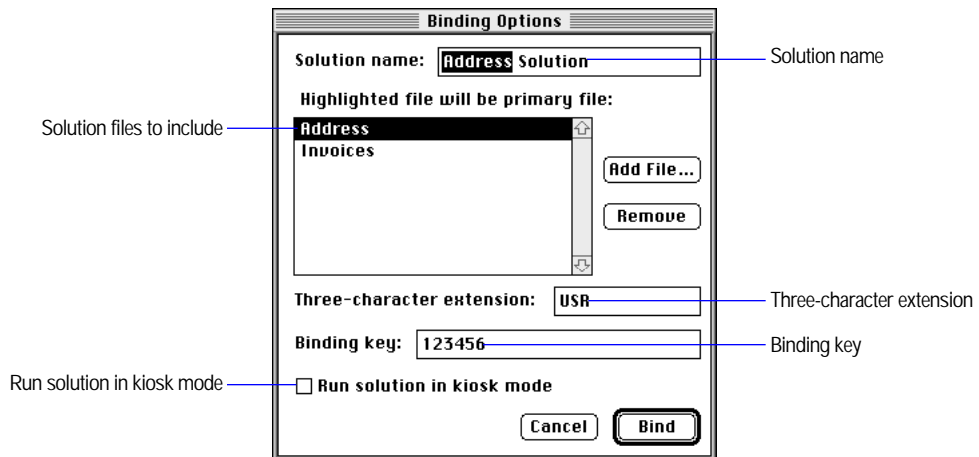 Binding Options
Solution name: Address Solution
Solution name
Highlighted file will be primary file:
Solution files to include
Address
Invoices
Add File...
Remove
Three-character extension: USR
Three-character extension
Binding key: 123456
Binding key
Run solution in kiosk mode
Run solution in kiosk mode
Cancel
Bind